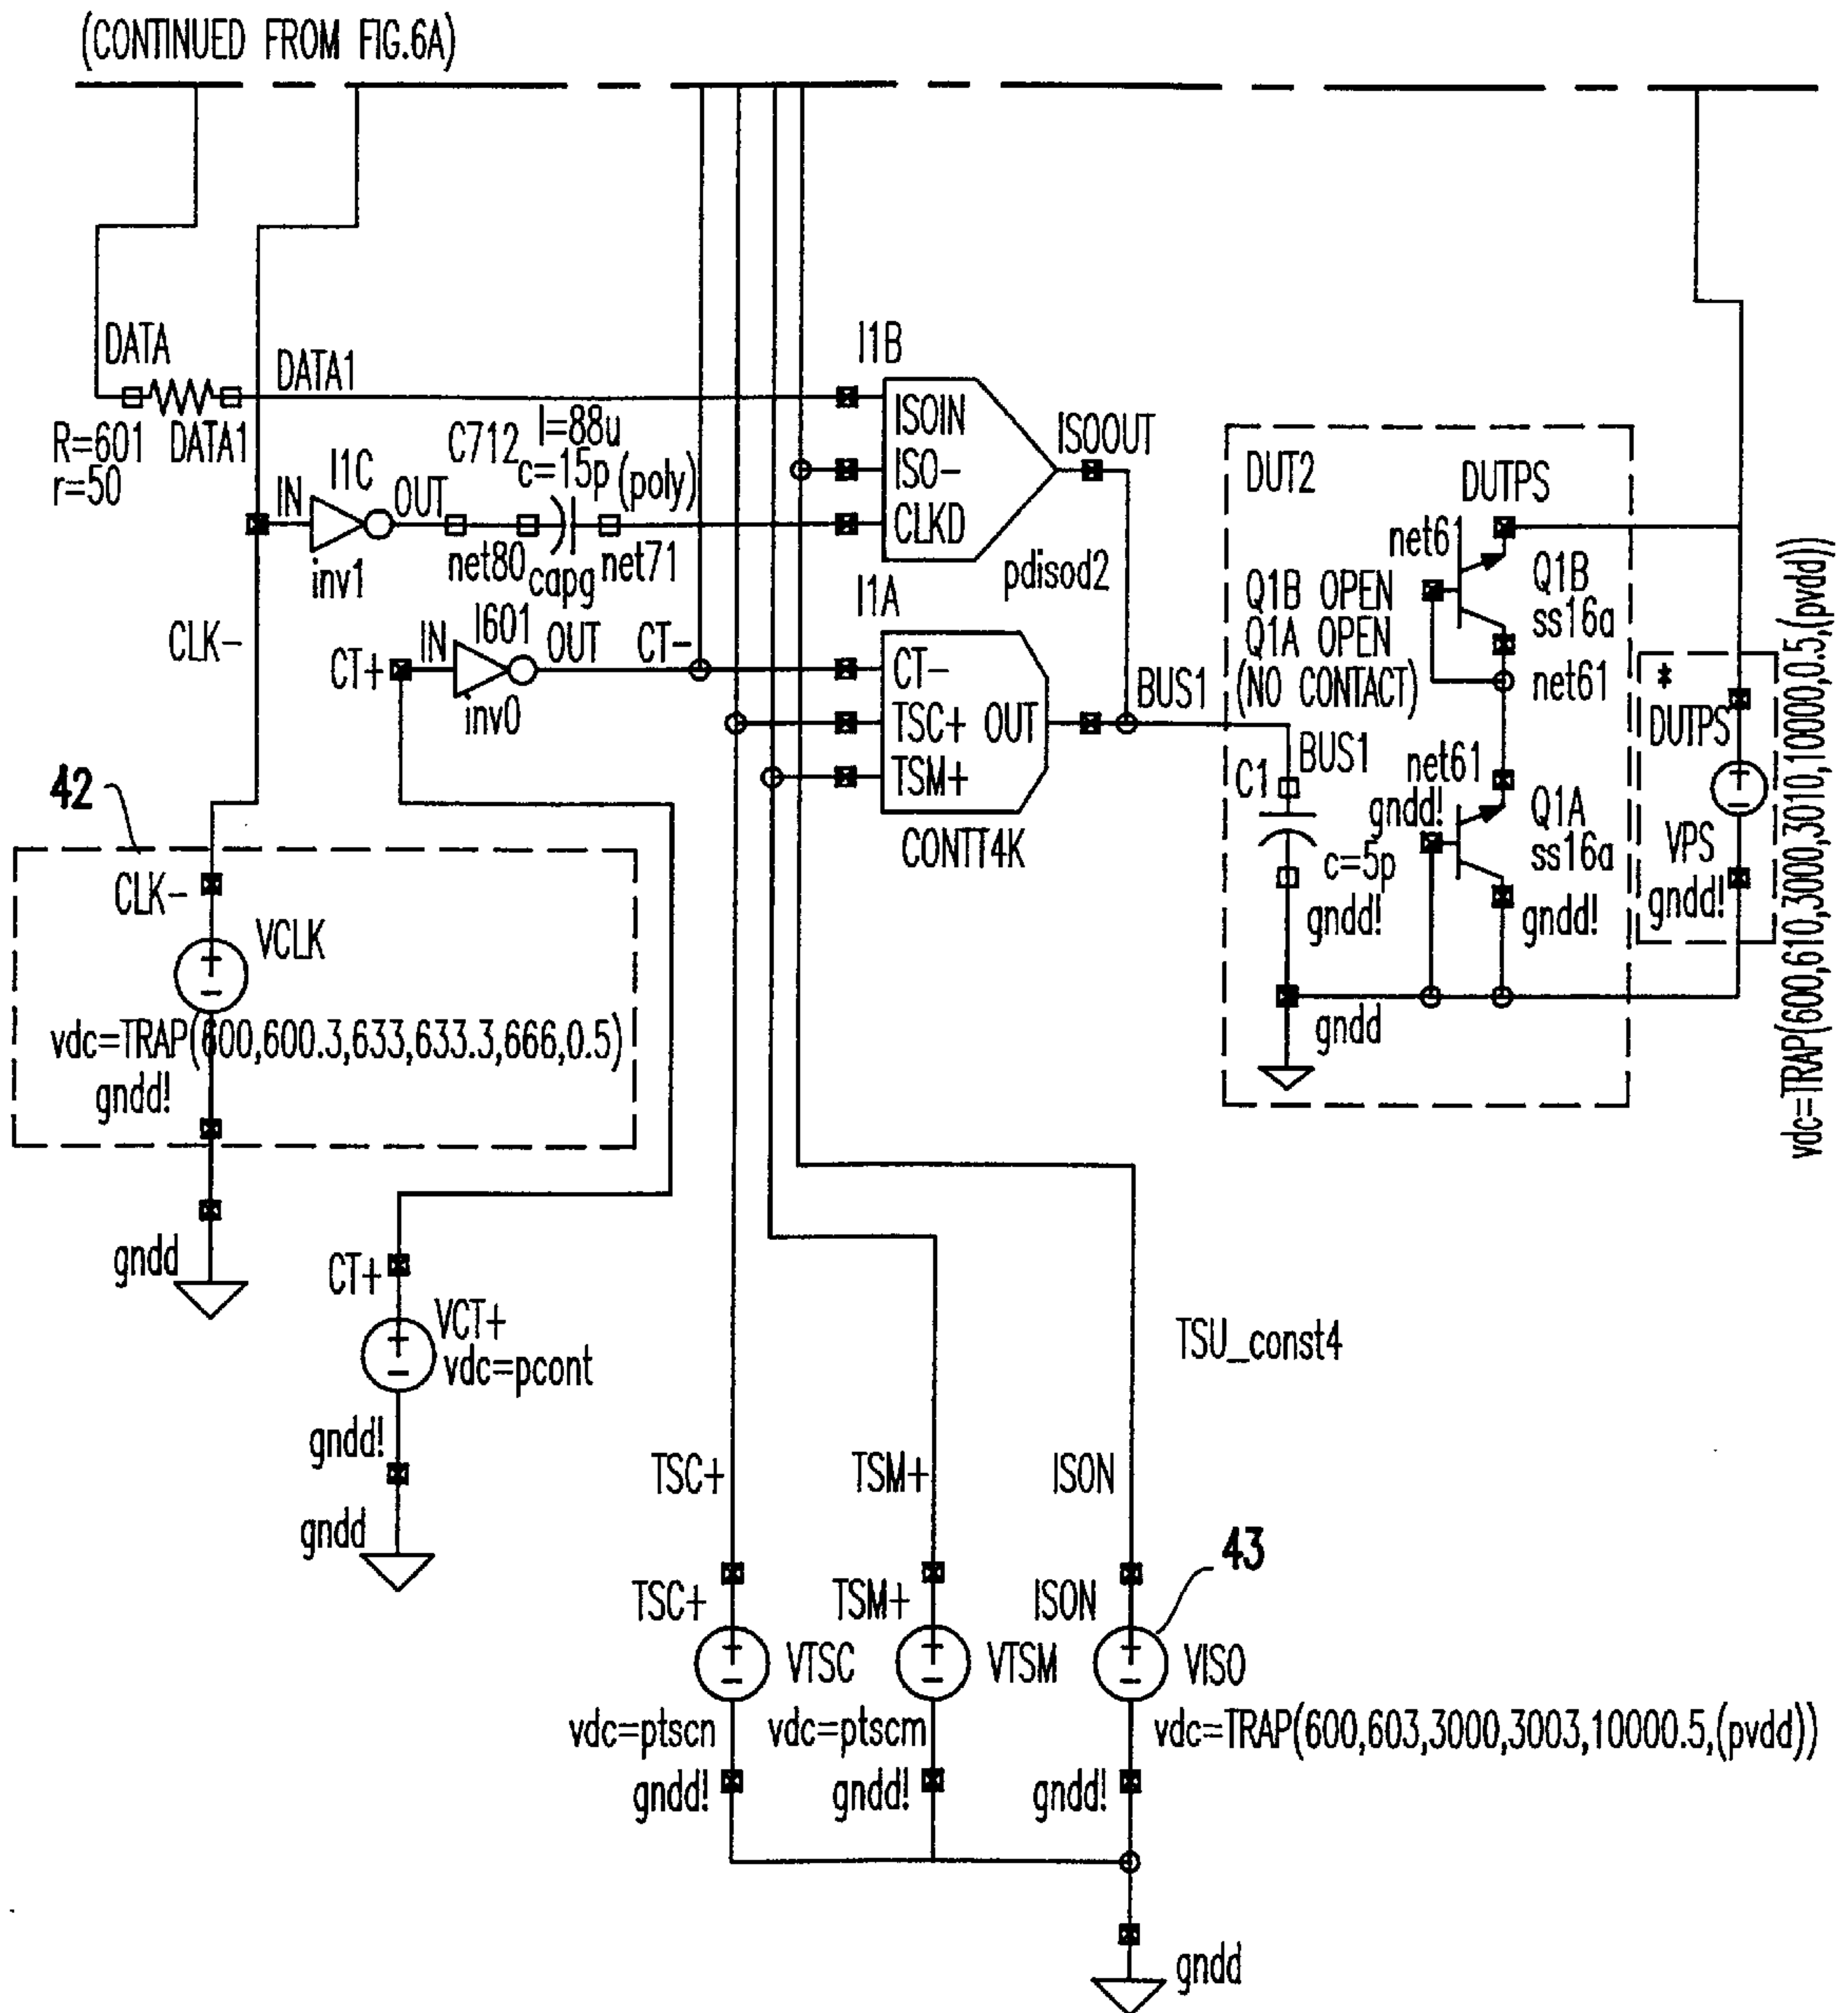 (CONTINUED FROM FIG.6A)
DATA
DATA1
R=601
DATA1
r=50
I1C
IN
OUT
inv1
C712
l=88u
c=15p (poly)
net80
capg
net71
I1B
ISOIN
ISO-
CLKD
ISOOUT
pdisod2
CLK-
CT+
IN
I601
OUT
inv0
CT-
I1A
CT-
TSC+
TSM+
OUT
CONTT4K
BUS1
DUT2
DUTPS
net61
Q1B
ss16a
Q1B OPEN
Q1A OPEN
(NO CONTACT)
net61
BUS1
C1
c=5p
gndd!
net61
gndd!
Q1A
ss16a
gndd!
gndd
*
DUTPS
VPS
gndd!
vdc=TRAP(600,610,3000,3010,10000,0.5,(pvdd))
42
CLK-
VCLK
vdc=TRAP(600,600.3,633,633.3,666,0.5)
gndd!
gndd
CT+
VCT+
vdc=pcont
gndd!
gndd
TSU_const4
TSC+
TSM+
ISON
43
TSC+
TSM+
ISON
VTSC
VTSM
VISO
vdc=ptscn
vdc=ptscm
vdc=TRAP(600,603,3000,3003,10000.5,(pvdd))
gndd!
gndd!
gndd!
gndd